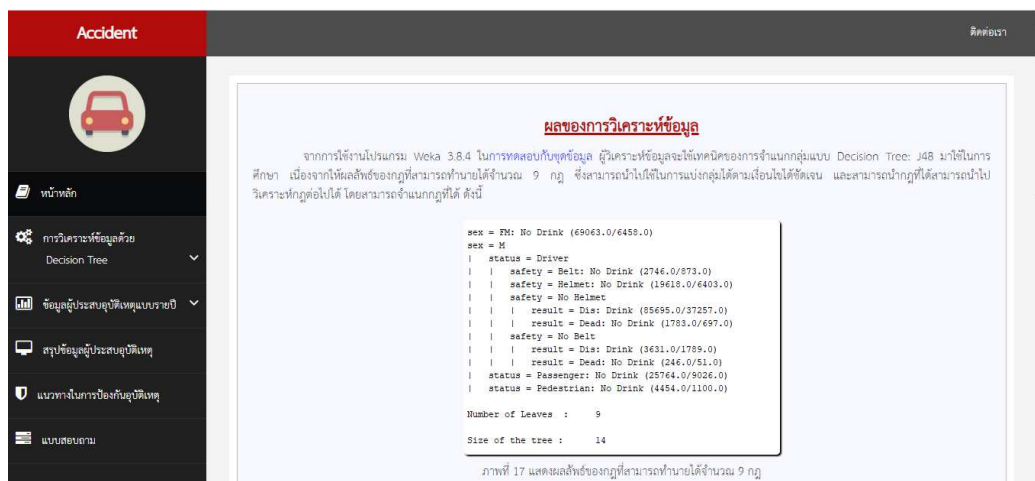 Accident
ติดต่อเรา
หน้าหลัก
การวิเคราะห์ข้อมูลด้วย
Decision Tree
ข้อมูลผู้ประสบอุบัติเหตุแบบรายปี
สรุปข้อมูลผู้ประสบอุบัติเหตุ
แนวทางในการป้องกันอุบัติเหตุ
แบบสอบถาม
ผลของการวิเคราะห์ข้อมูล
จากการใช้งานโปรแกรม Weka 3.8.4 ในการทดสอบกับชุดข้อมูล ผู้วิเคราะห์ข้อมูลจะใช้เทคนิคของการจำแนกกลุ่มแบบ Decision Tree: J48 มาใช้ในการ
ศึกษา เนื่องจากให้ผลลัพธ์ของกฎที่สามารถทำนายได้จำนวน 9 กฎ ซึ่งสามารถนำไปใช้ในการแบ่งกลุ่มได้ตามเงื่อนไขได้ชัดเจน และสามารถนำกฎที่ได้สามารถนำไป
วิเคราะห์กฎต่อไปได้ โดยสามารถจำแนกกฎที่ได้ ดังนี้
sex = FM: No Drink (69063.0/6458.0)
sex = M
| status = Driver
| | safety = Belt: No Drink (2746.0/873.0)
| | safety = Helmet: No Drink (19618.0/6403.0)
| | safety = No Helmet
| | | result = Dis: Drink (85695.0/37257.0)
| | | result = Dead: No Drink (1783.0/697.0)
| | safety = No Belt
| | | result = Dis: Drink (3631.0/1789.0)
| | | result = Dead: No Drink (246.0/51.0)
| status = Passenger: No Drink (25764.0/9026.0)
| status = Pedestrian: No Drink (4454.0/1100.0)
Number of Leaves : 9
Size of the tree : 14
ภาพที่ 17 แสดงผลลัพธ์ของกฎที่สามารถทำนายได้จำนวน 9 กฎ